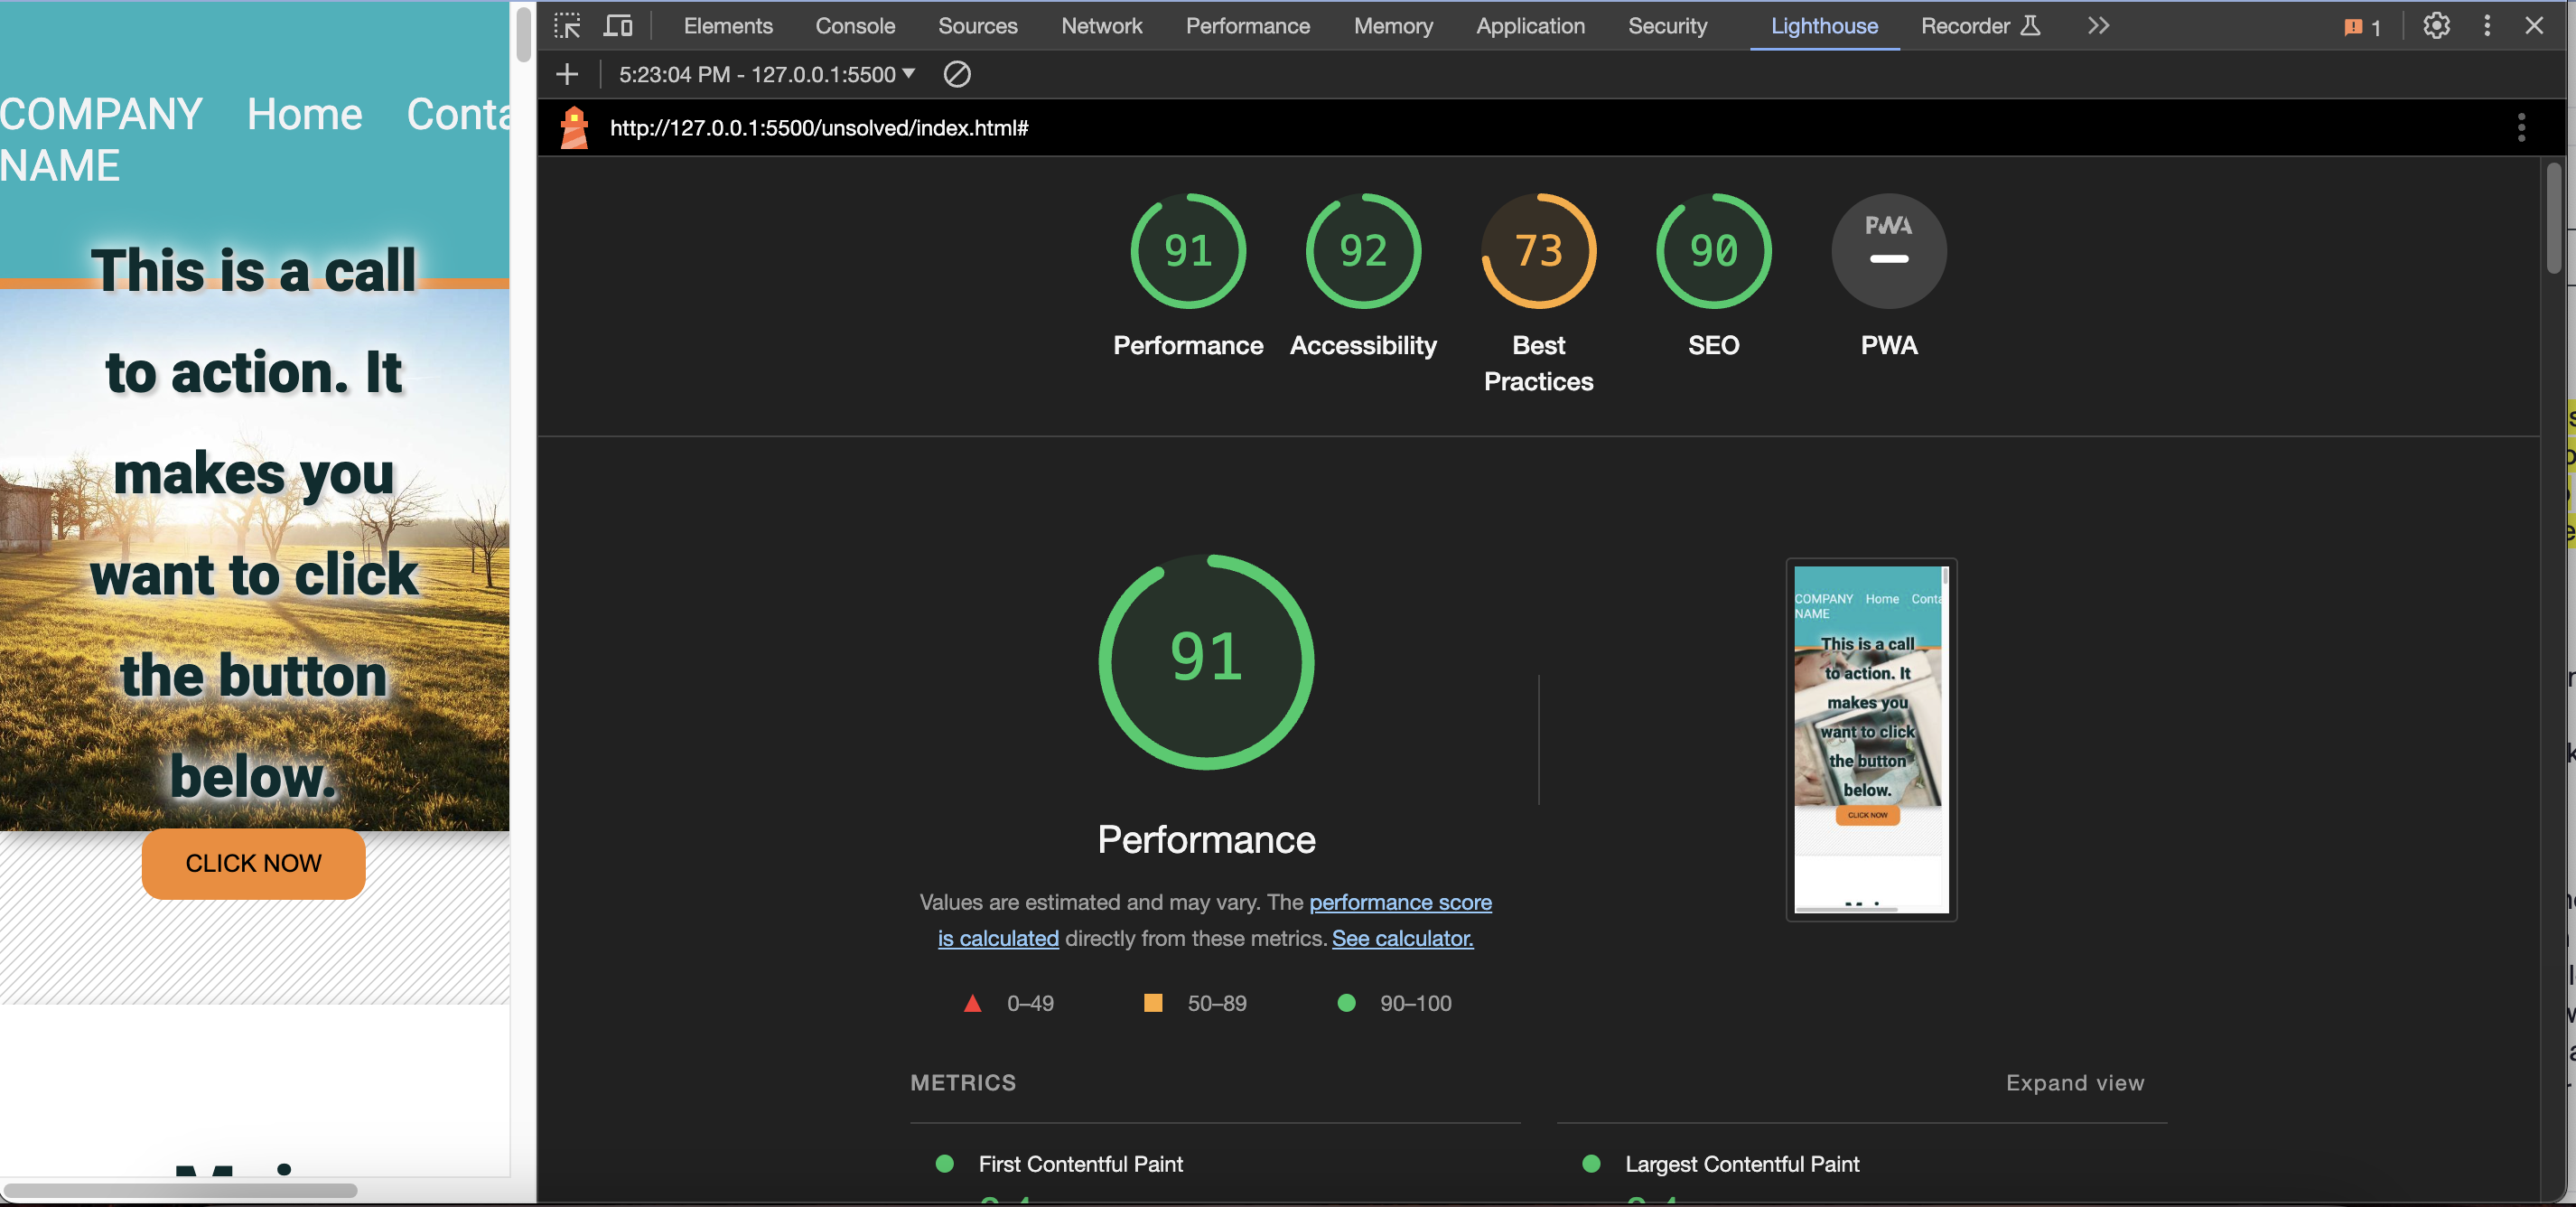 COMPANY Home Conta
NAME
This is a call
to action. It
makes you
want to click
the button
below.
CLICK NOW
Elements Console Sources Network Performance Memory Application Security Lighthouse Recorder 1
5:23:04 PM - 127.0.0.1:5500
http://127.0.0.1:5500/unsolved/index.html#
91 92 73 90 PWA
Performance Accessibility Best SEO PWA
Practices
91
Performance
Values are estimated and may vary. The performance score
is calculated directly from these metrics. See calculator.
0–49 50–89 90–100
COMPANY Home Conta
NAME
This is a call
to action. It
makes you
want to click
the button
below.
CLICK NOW
METRICS Expand view
First Contentful Paint Largest Contentful Paint